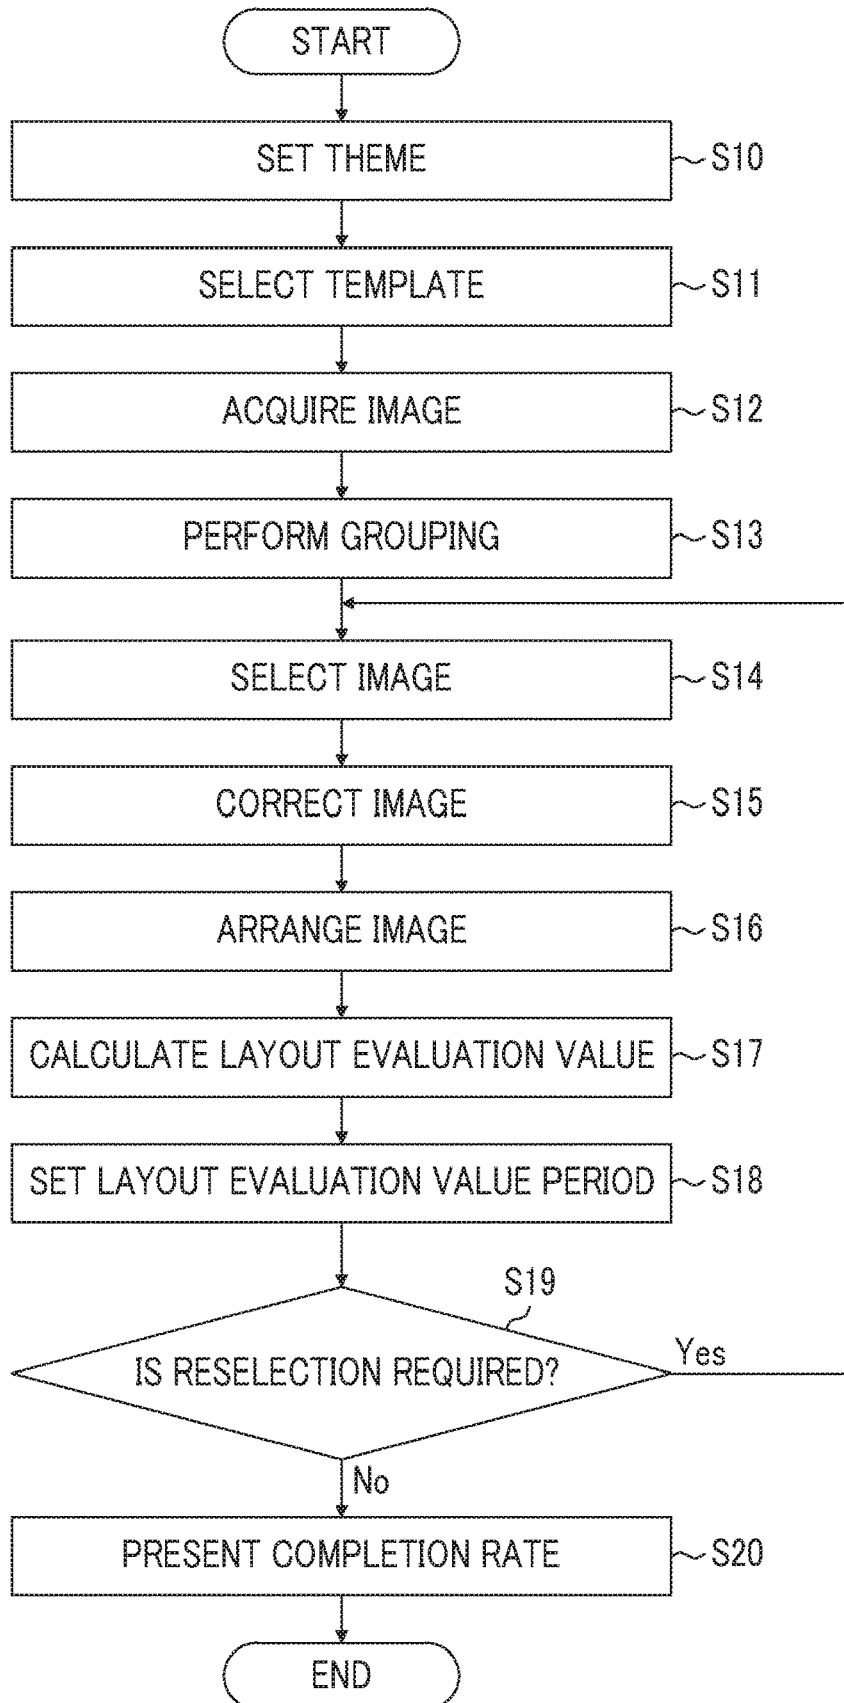 START
SET THEME
S10
SELECT TEMPLATE
S11
ACQUIRE IMAGE
S12
PERFORM GROUPING
S13
SELECT IMAGE
S14
CORRECT IMAGE
S15
ARRANGE IMAGE
S16
CALCULATE LAYOUT EVALUATION VALUE
S17
SET LAYOUT EVALUATION VALUE PERIOD
S18
S19
IS RESELECTION REQUIRED?
Yes
No
PRESENT COMPLETION RATE
S20
END